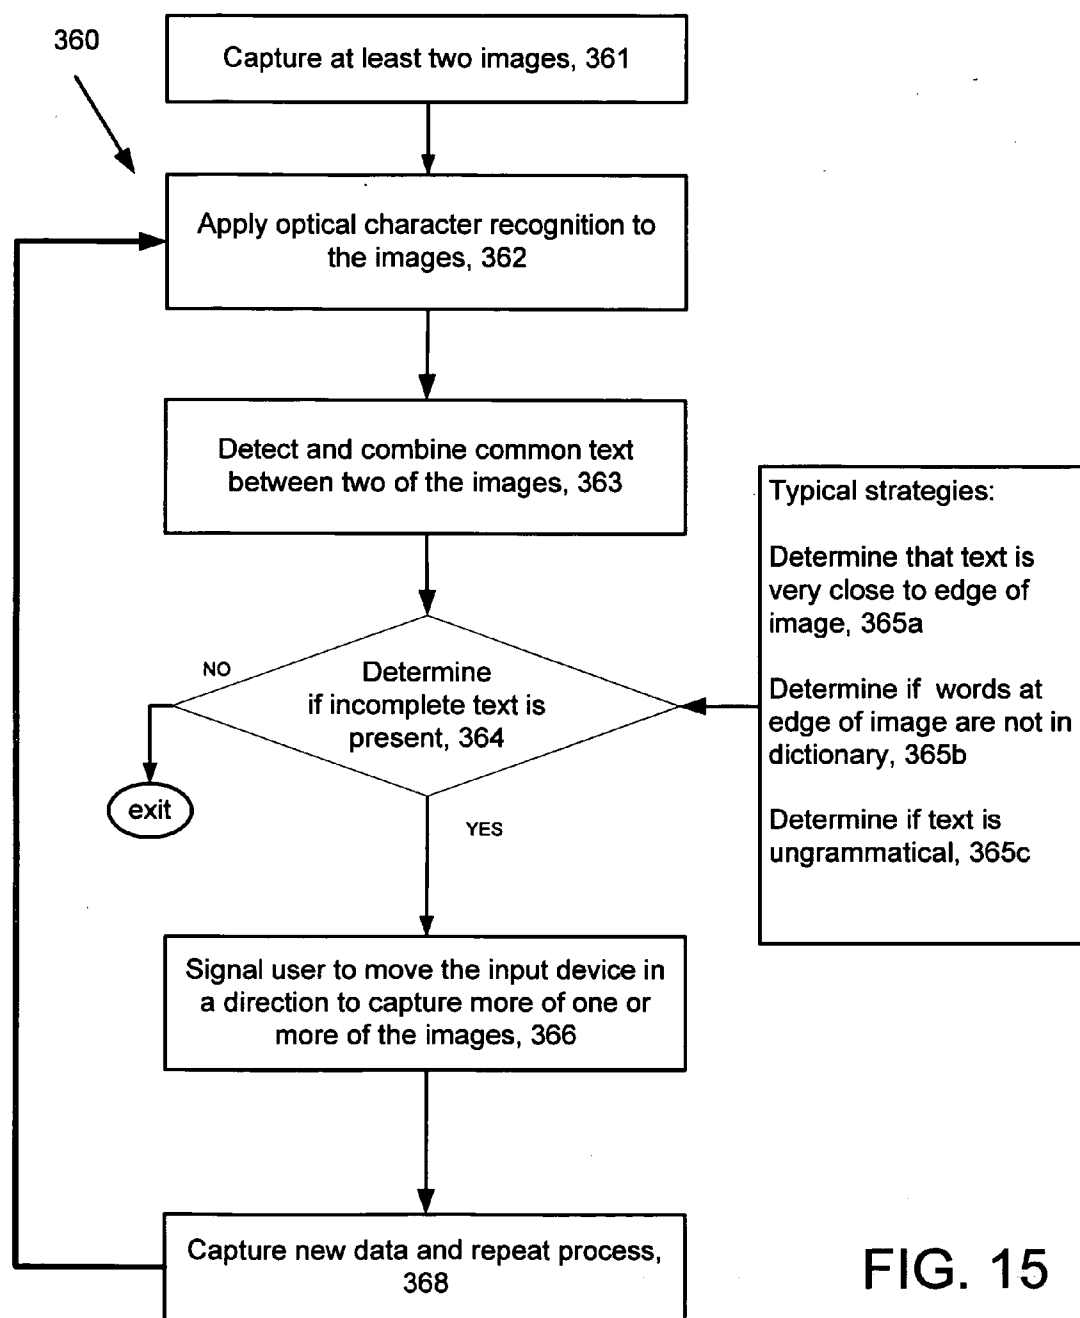 360
Capture at least two images, 361
Apply optical character recognition to
the images, 362
Detect and combine common text
between two of the images, 363
Typical strategies:
Determine that text is
very close to edge of
image, 365a
Determine if words at
edge of image are not in
dictionary, 365b
Determine if text is
ungrammatical, 365c
NO
Determine
if incomplete text is
present, 364
exit
YES
Signal user to move the input device in
a direction to capture more of one or
more of the images, 366
Capture new data and repeat process,
368
FIG. 15